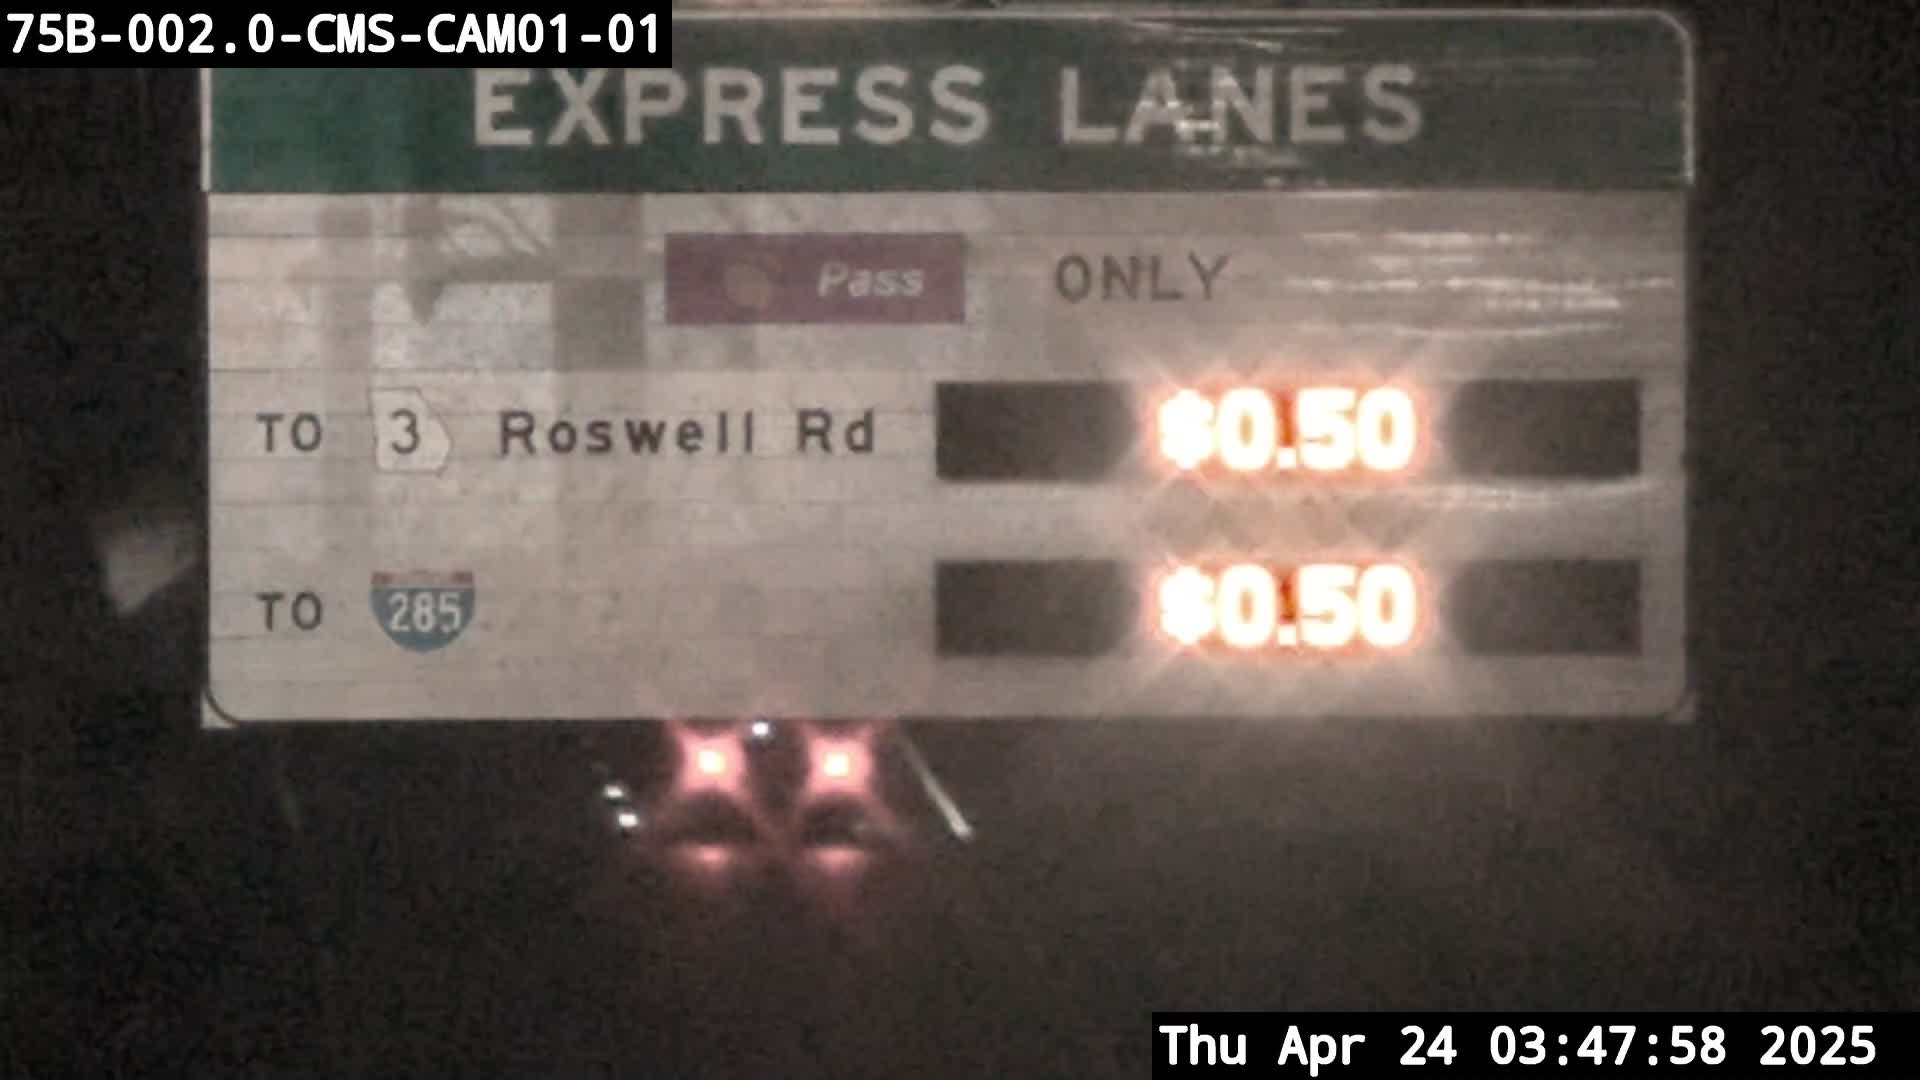 75B-002.0-CMS-CAM01-01
EXPRESS LANES
Pass ONLY
TO 3 Roswell Rd $0.50
TO 285 $0.50
Thu Apr 24 03:47:58 2025